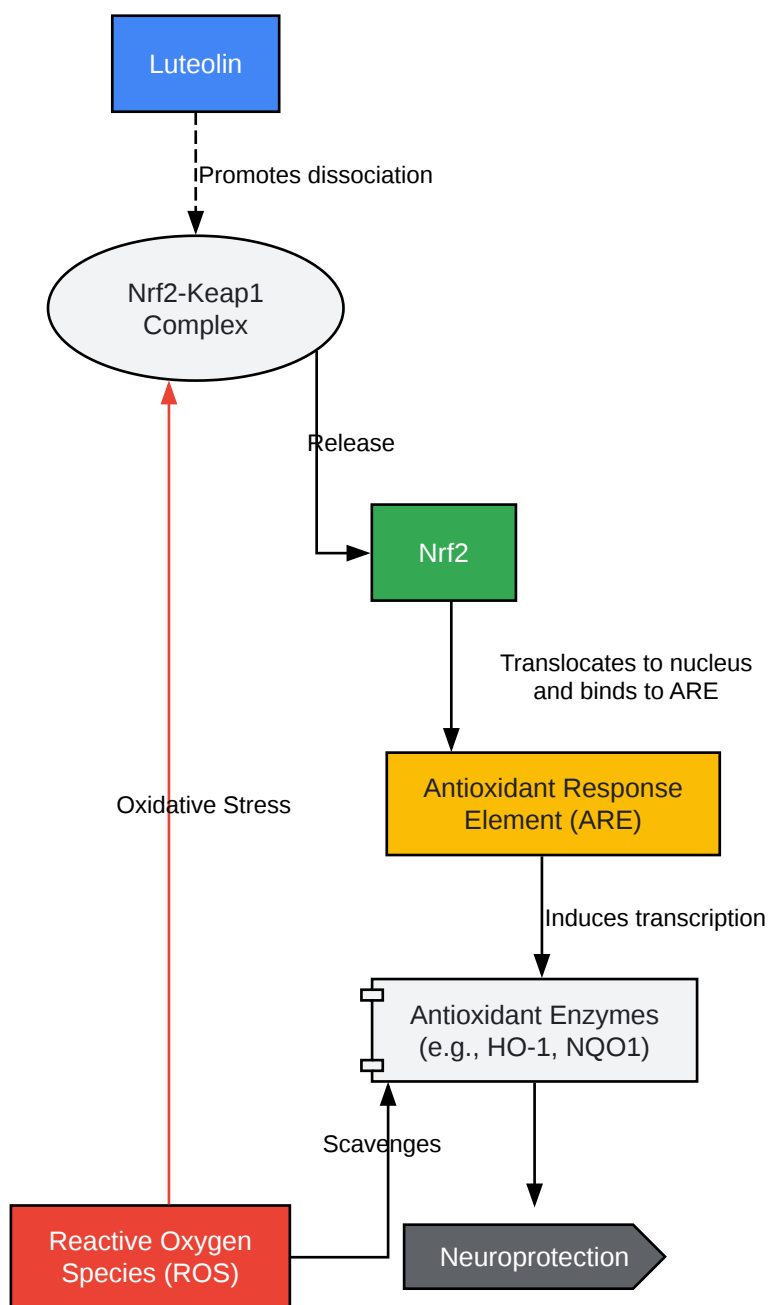 Luteolin
Promotes dissociation
Nrf2-Keap1
Complex
Release
Nrf2
Translocates to nucleus
and binds to ARE
Antioxidant Response
Element (ARE)
Oxidative Stress
Induces transcription
Antioxidant Enzymes
(e.g., HO-1, NQO1)
Scavenges
Reactive Oxygen
Species (ROS)
Neuroprotection